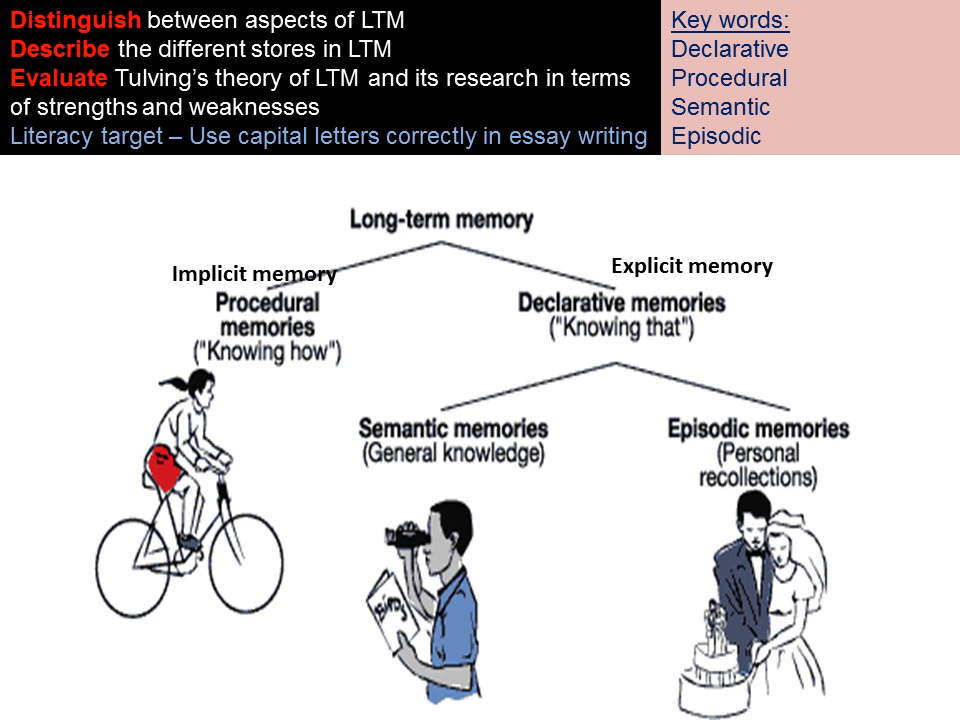 Distinguish between aspects of LTM
Describe the different stores in LTM
Evaluate Tulving’s theory of LTM and its research in terms
of strengths and weaknesses
Literacy target – Use capital letters correctly in essay writing
Key words:
Declarative
Procedural
Semantic
Episodic
Long-term memory
Implicit memory
Explicit memory
Procedural
memories
("Knowing how")
Declarative memories
("Knowing that")
Semantic memories
(General knowledge)
Episodic memories
(Personal
recollections)
BIRDS